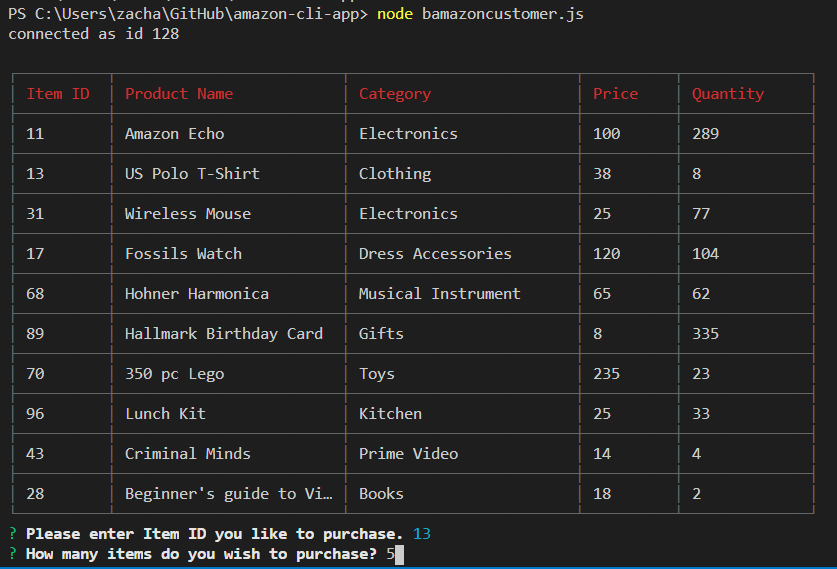 PS C:\Users\zacha\GitHub\amazon-cli-app> node bamazoncustomer.js
connected as id 128
Item ID Product Name Category Price Quantity
11 Amazon Echo Electronics 100 289
13 US Polo T-Shirt Clothing 38 8
31 Wireless Mouse Electronics 25 77
17 Fossils Watch Dress Accessories 120 104
68 Hohner Harmonica Musical Instrument 65 62
89 Hallmark Birthday Card Gifts 8 335
70 350 pc Lego Toys 235 23
96 Lunch Kit Kitchen 25 33
43 Criminal Minds Prime Video 14 4
28 Beginner's guide to Vi… Books 18 2
? Please enter Item ID you like to purchase. 13
? How many items do you wish to purchase? 5